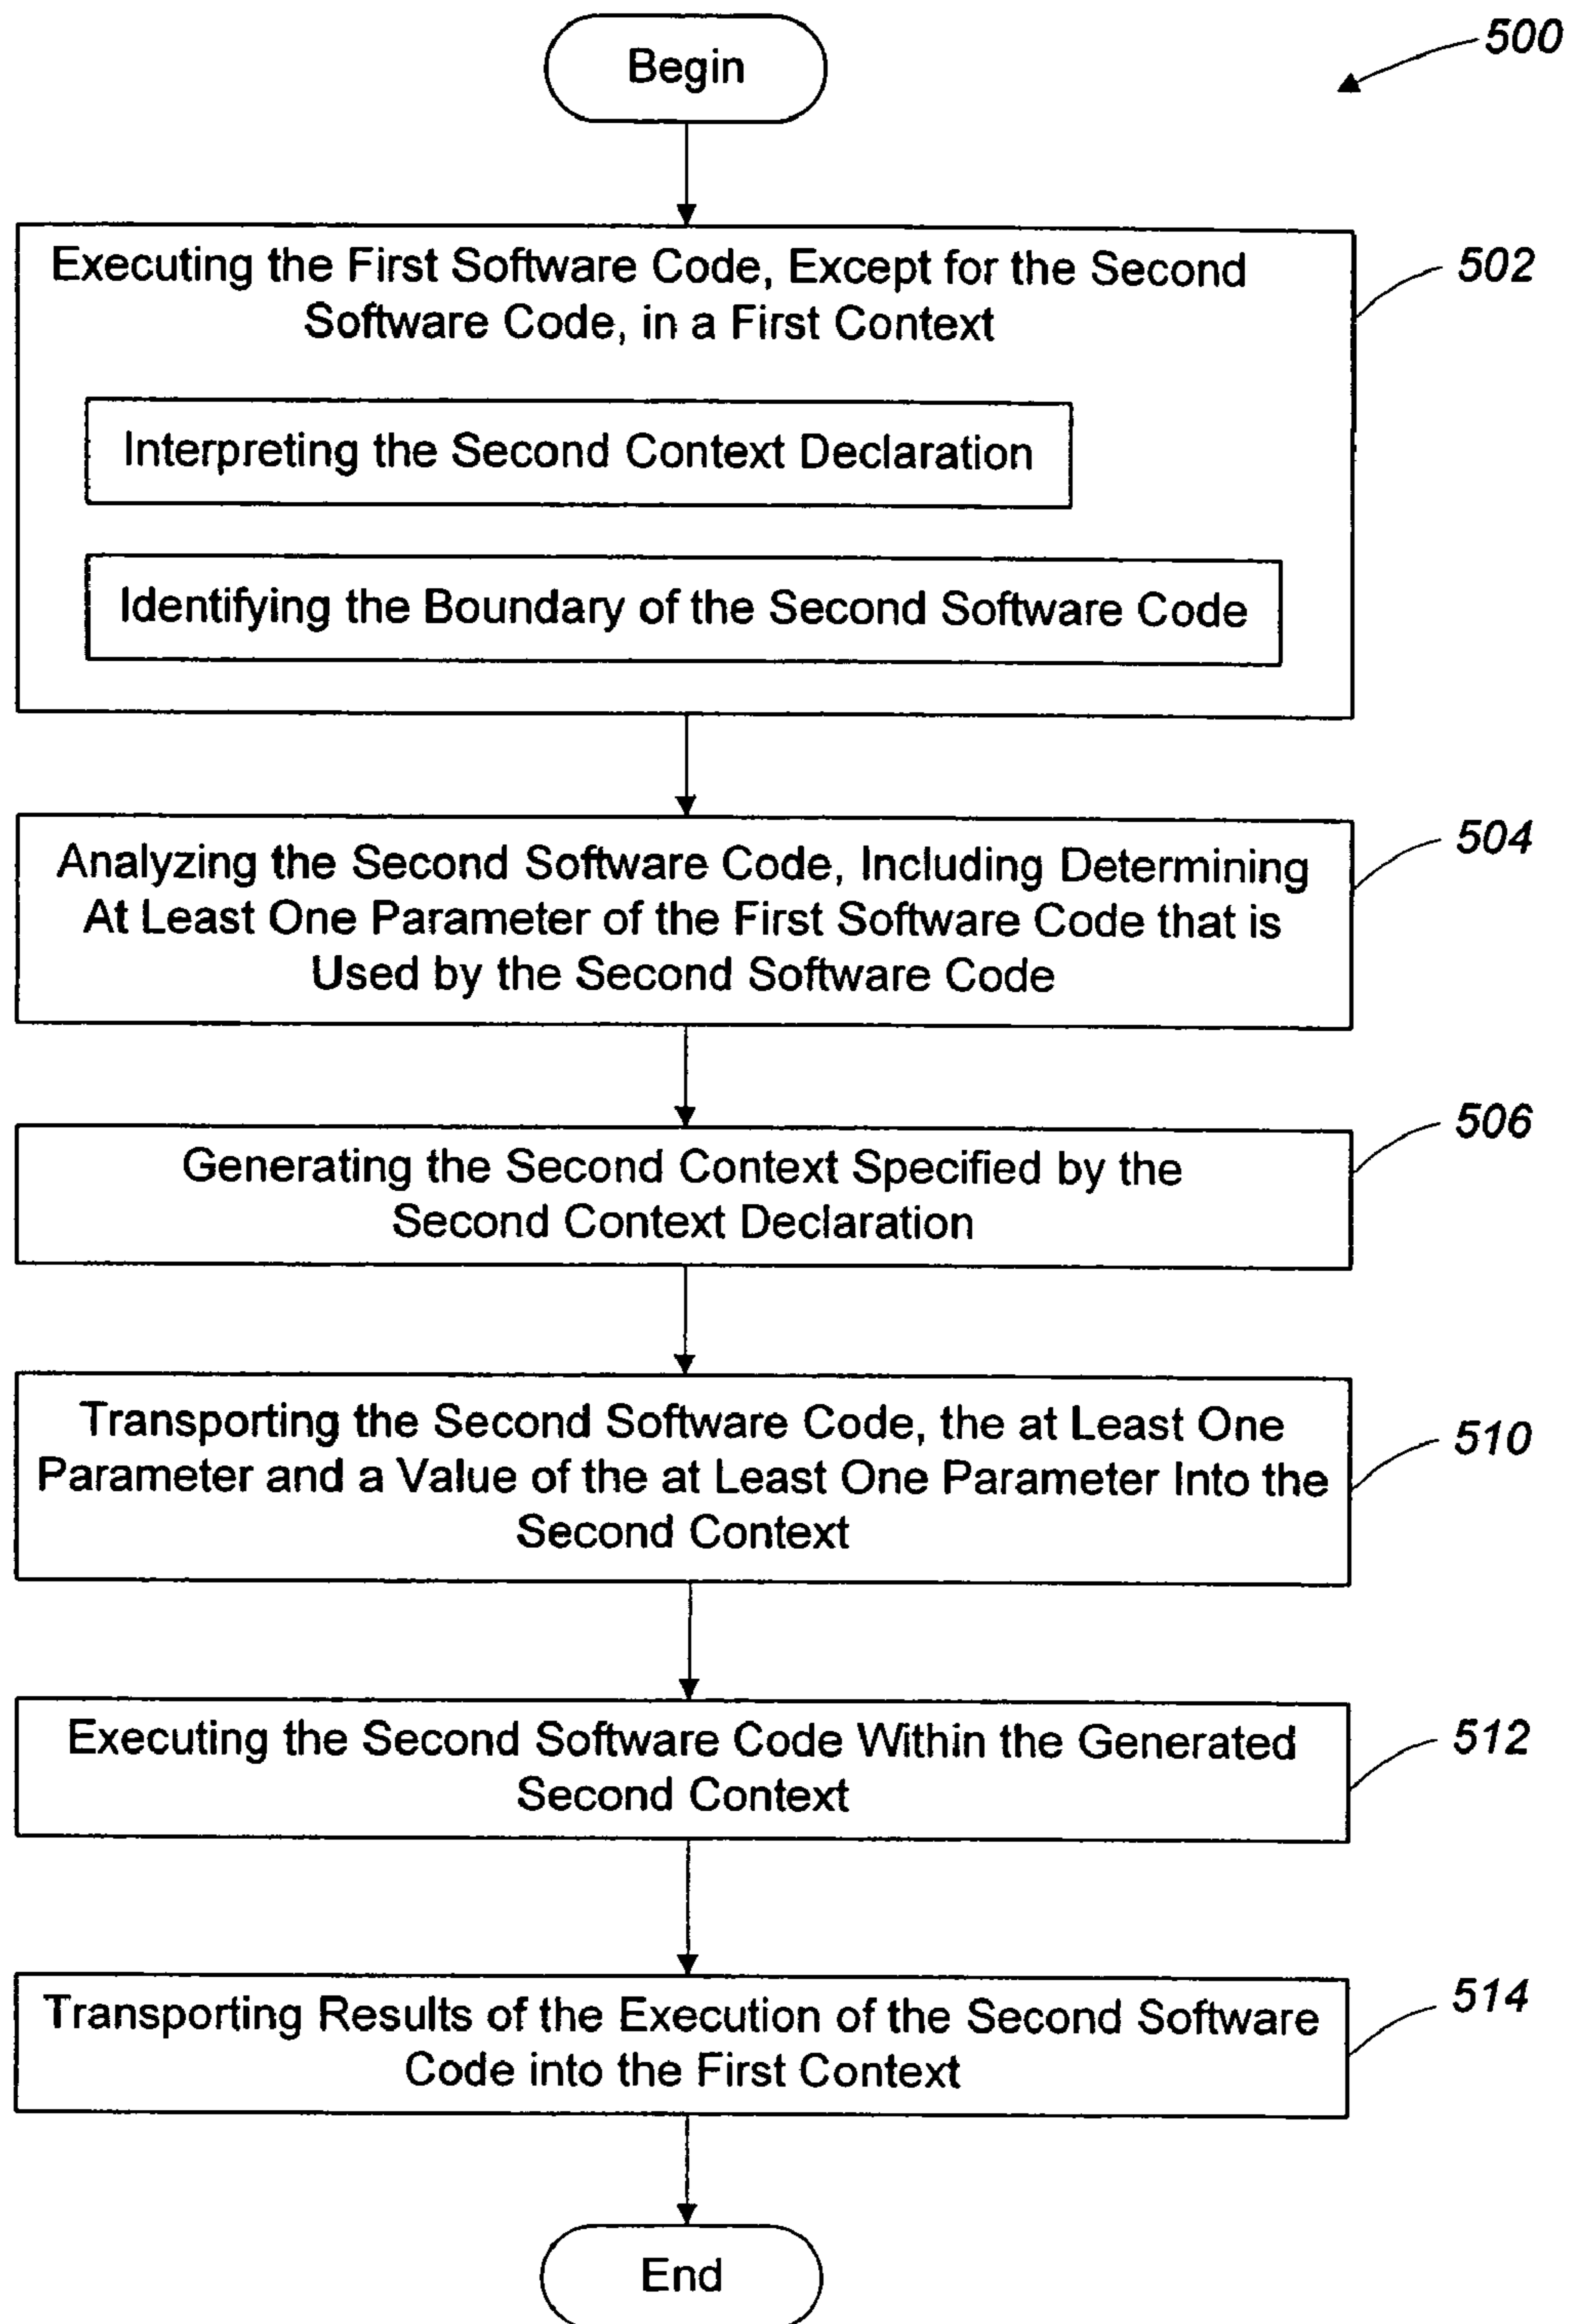 Begin
500
Executing the First Software Code, Except for the Second
Software Code, in a First Context
502
Interpreting the Second Context Declaration
Identifying the Boundary of the Second Software Code
504
Analyzing the Second Software Code, Including Determining
At Least One Parameter of the First Software Code that is
Used by the Second Software Code
506
Generating the Second Context Specified by the
Second Context Declaration
Transporting the Second Software Code, the at Least One
510
Parameter and a Value of the at Least One Parameter Into the
Second Context
512
Executing the Second Software Code Within the Generated
Second Context
514
Transporting Results of the Execution of the Second Software
Code into the First Context
End